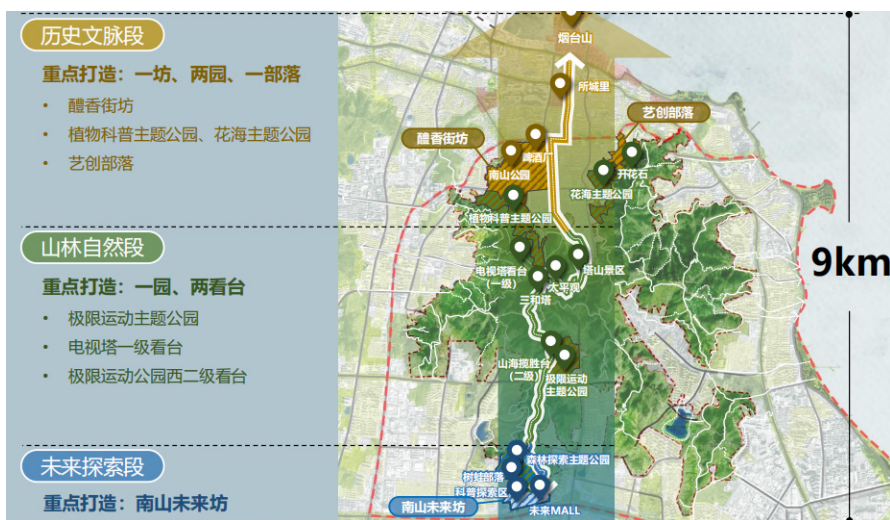 历史文脉段
重点打造：一坊、两园、一部落
• 醴香街坊
• 植物科普主题公园、花海主题公园
• 艺创部落
山林自然段
重点打造：一园、两看台
• 极限运动主题公园
• 电视塔一级看台
• 极限运动公园西二级看台
未来探索段
重点打造：南山未来坊
烟台山
所城里
艺创部落
醴香街坊
啤酒厂
南山公园
开花石
花海主题公园
植物科普主题公园
电视塔看台
（一级）
塔山景区
太平观
三和塔
山海揽胜台
（二级）
极限运动
主题公园
森林探索主题公园
树蛙部落
科普探索区
南山未来坊
未来MALL
9km